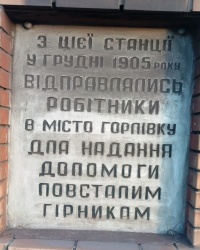 З ЦІЄЇ СТАНЦІЇ
У ГРУДНІ 1905 РОКУ
ВІДПРАВЛЯЛИСЬ
РОБІТНИКИ
В МІСТО ГОРЛІВКУ
ДЛЯ НАДАННЯ
ДОПОМОГИ
ПОВСТАЛИМ
ГІРНИКАМ